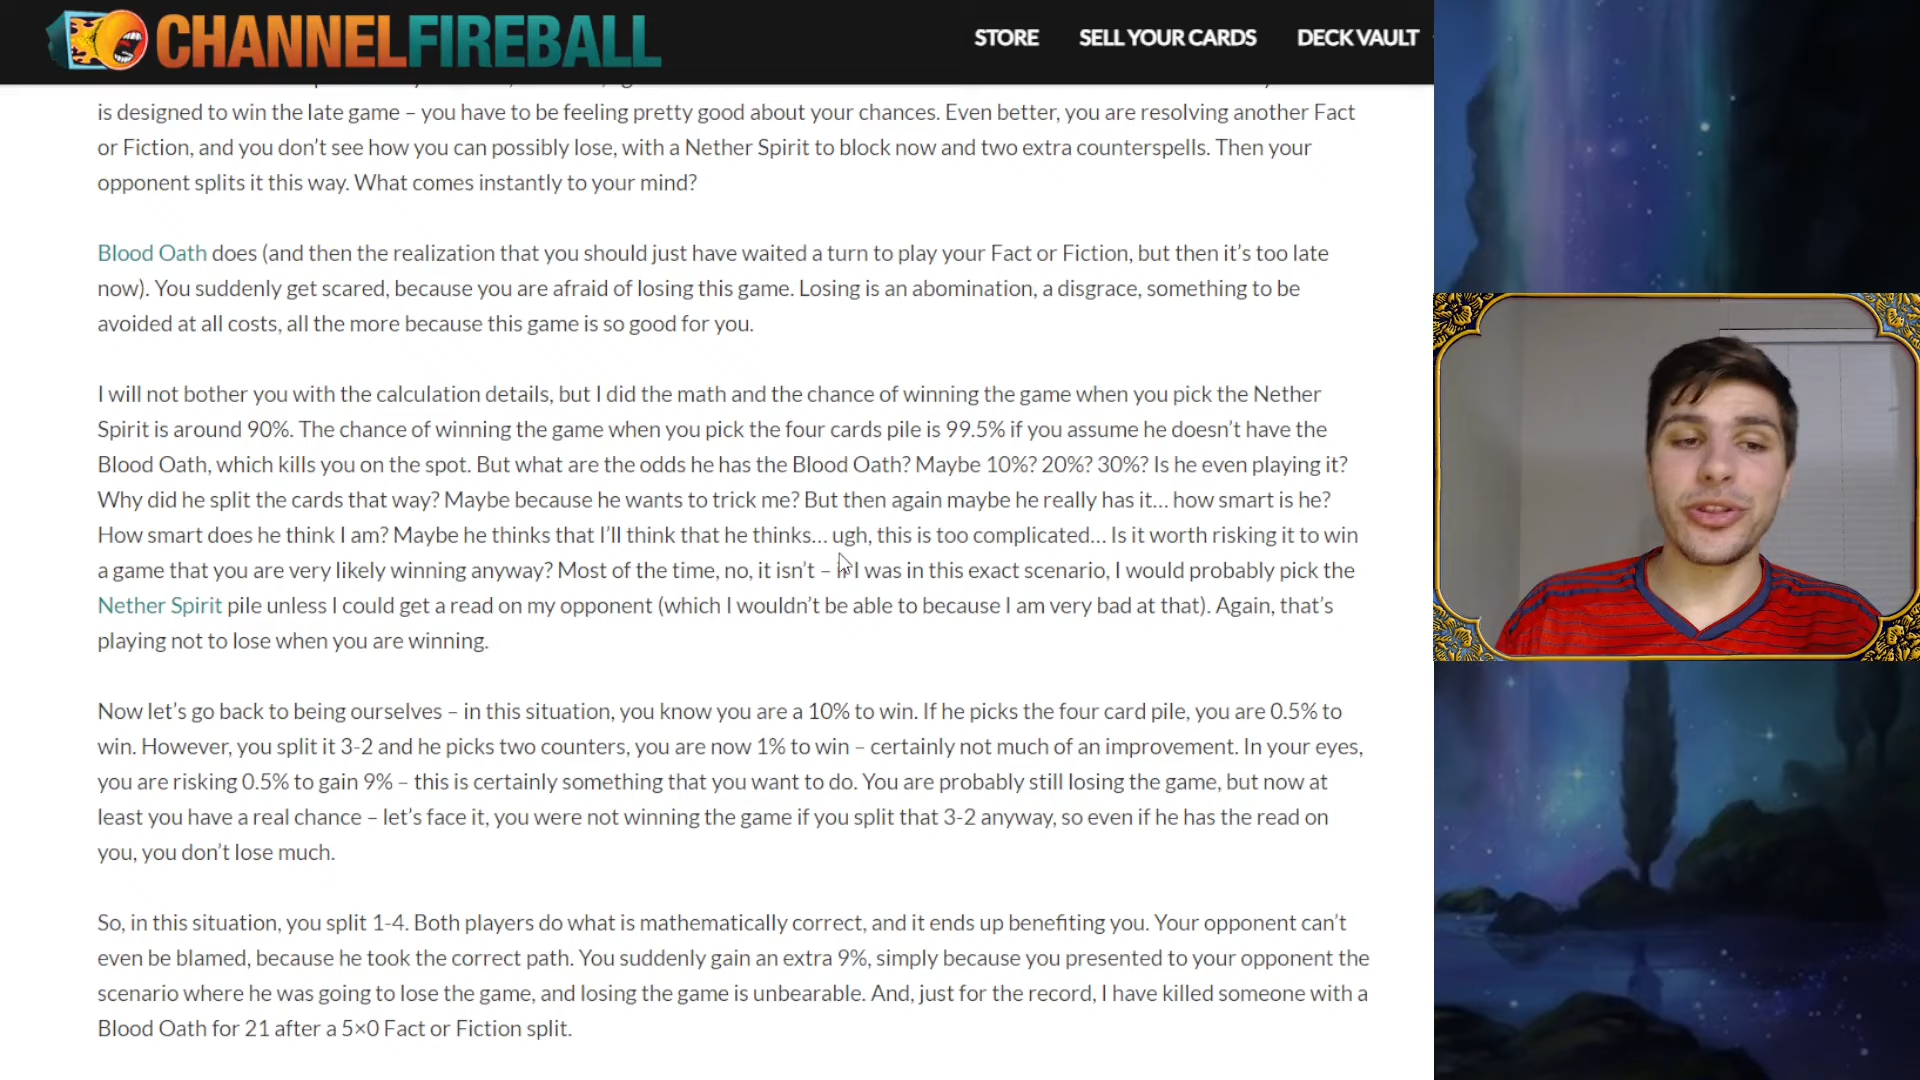 CHANNELFIREBALL
STORE SELL YOUR CARDS DECK VAULT
is designed to win the late game – you have to be feeling pretty good about your chances. Even better, you are resolving another Fact
or Fiction, and you don't see how you can possibly lose, with a Nether Spirit to block now and two extra counterspells. Then your
opponent splits it this way. What comes instantly to your mind?
Blood Oath does (and then the realization that you should just have waited a turn to play your Fact or Fiction, but then it's too late
now). You suddenly get scared, because you are afraid of losing this game. Losing is an abomination, a disgrace, something to be
avoided at all costs, all the more because this game is so good for you.
I will not bother you with the calculation details, but I did the math and the chance of winning the game when you pick the Nether
Spirit is around 90%. The chance of winning the game when you pick the four cards pile is 99.5% if you assume he doesn't have the
Blood Oath, which kills you on the spot. But what are the odds he has the Blood Oath? Maybe 10%? 20%? 30%? Is he even playing it?
Why did he split the cards that way? Maybe because he wants to trick me? But then again maybe he really has it… how smart is he?
How smart does he think I am? Maybe he thinks that I'll think that he thinks… ugh, this is too complicated… Is it worth risking it to win
a game that you are very likely winning anyway? Most of the time, no, it isn't – if I was in this exact scenario, I would probably pick the
Nether Spirit pile unless I could get a read on my opponent (which I wouldn't be able to because I am very bad at that). Again, that's
playing not to lose when you are winning.
Now let's go back to being ourselves – in this situation, you know you are a 10% to win. If he picks the four card pile, you are 0.5% to
win. However, you split it 3-2 and he picks two counters, you are now 1% to win – certainly not much of an improvement. In your eyes,
you are risking 0.5% to gain 9% – this is certainly something that you want to do. You are probably still losing the game, but now at
least you have a real chance – let's face it, you were not winning the game if you split that 3-2 anyway, so even if he has the read on
you, you don't lose much.
So, in this situation, you split 1-4. Both players do what is mathematically correct, and it ends up benefiting you. Your opponent can't
even be blamed, because he took the correct path. You suddenly gain an extra 9%, simply because you presented to your opponent the
scenario where he was going to lose the game, and losing the game is unbearable. And, just for the record, I have killed someone with a
Blood Oath for 21 after a 5×0 Fact or Fiction split.